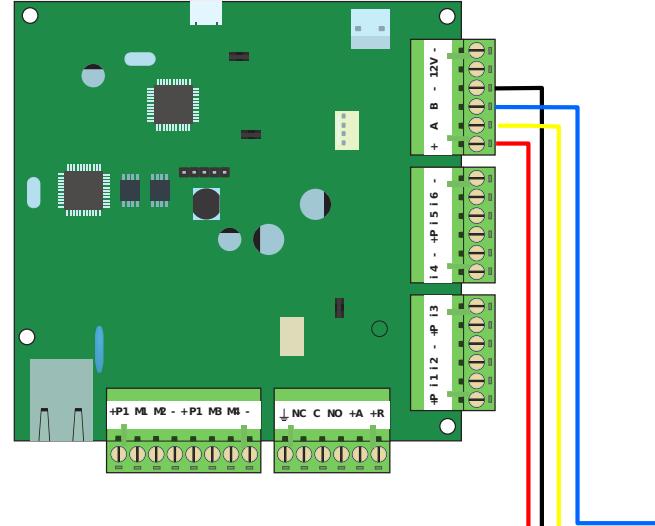 + A B - 12V -
i4 - +P i5 i6 -
+P i1 i2 - +P i3
+P1 M1 M2 - +P1 M3 M4 -
NC C NO +A +R